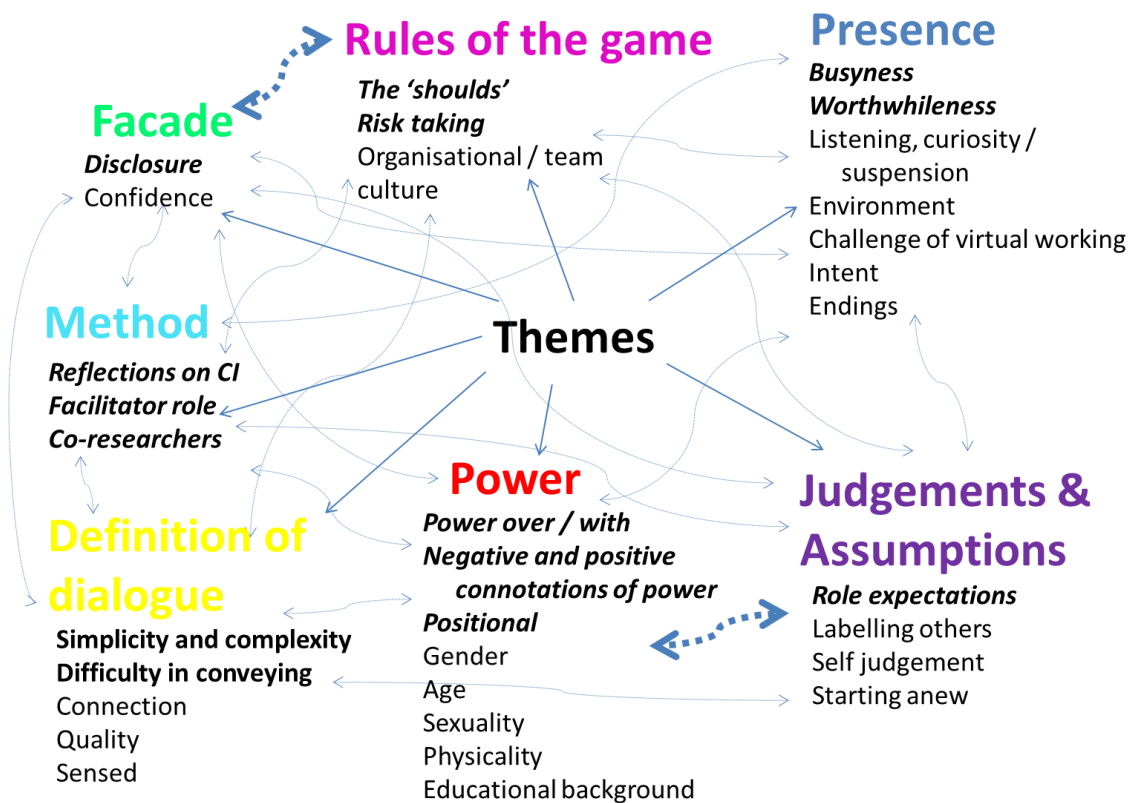 Rules of the game
The ‘shoulds’
Risk taking
Organisational / team
culture
Presence
Busyness
Worthwhileness
Listening, curiosity /
suspension
Environment
Challenge of virtual working
Intent
Endings
Facade
Disclosure
Confidence
Method
Reflections on CI
Facilitator role
Co-researchers
Themes
Definition of
dialogue
Simplicity and complexity
Difficulty in conveying
Connection
Quality
Sensed
Power
Power over / with
Negative and positive
connotations of power
Positional
Gender
Age
Sexuality
Physicality
Educational background
Judgements &
Assumptions
Role expectations
Labelling others
Self judgement
Starting anew